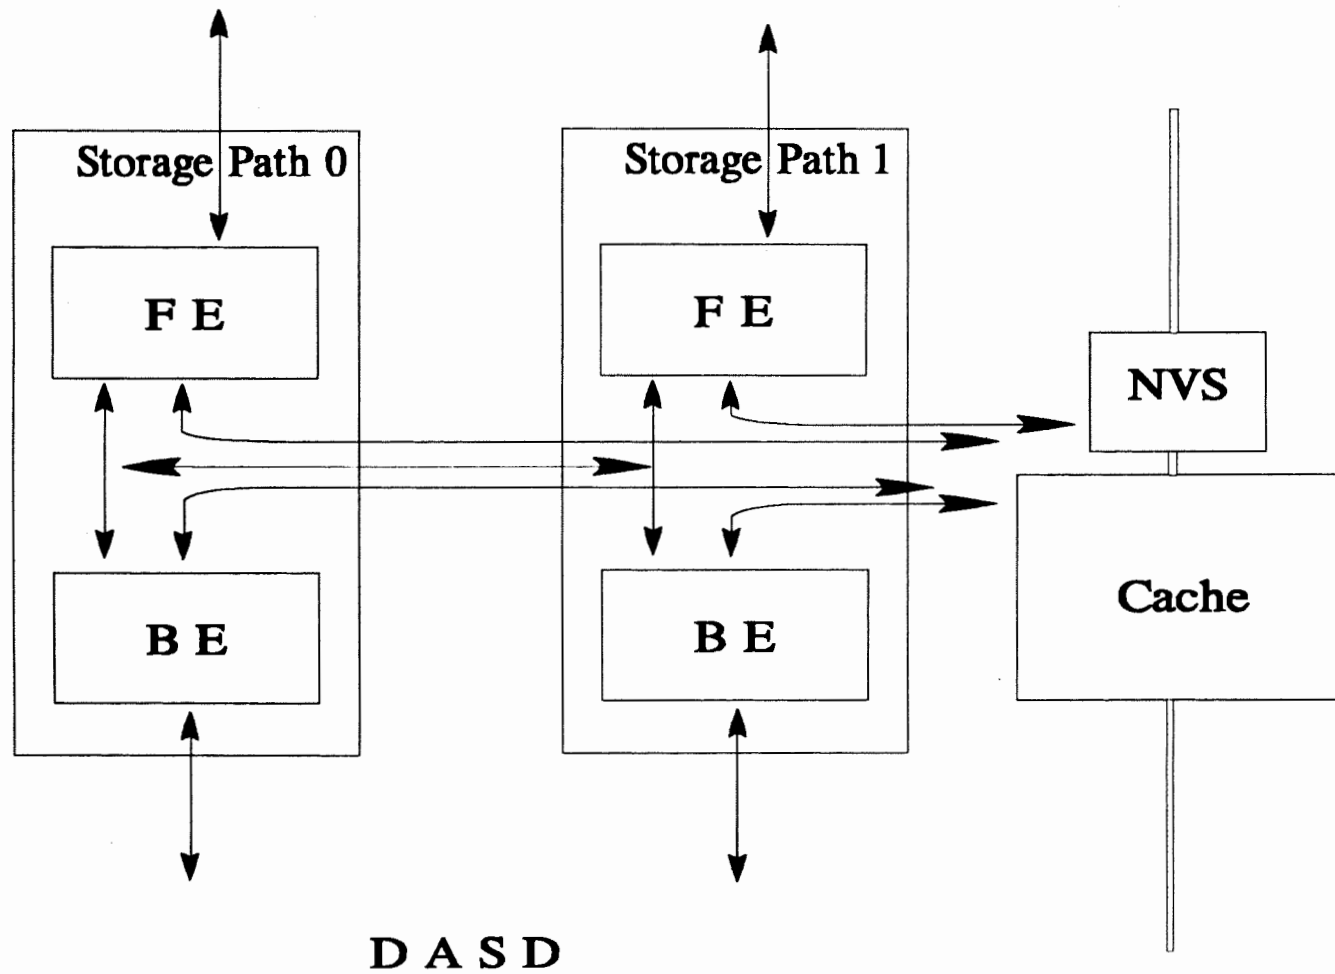 Storage Path 0
Storage Path 1
F E
F E
NVS
B E
B E
Cache
D A S D